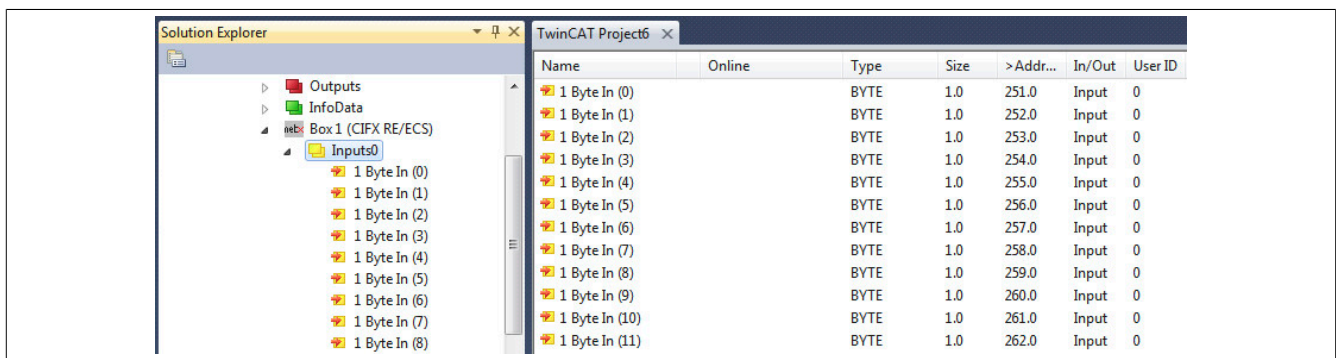 Solution Explorer
Outputs
InfoData
Box 1 (CIFX RE/ECS)
Inputs0
1 Byte In (0)
1 Byte In (1)
1 Byte In (2)
1 Byte In (3)
1 Byte In (4)
1 Byte In (5)
1 Byte In (6)
1 Byte In (7)
1 Byte In (8)
TwinCAT Project6
Name Online Type Size >Addr... In/Out User ID
1 Byte In (0) BYTE 1.0 251.0 Input 0
1 Byte In (1) BYTE 1.0 252.0 Input 0
1 Byte In (2) BYTE 1.0 253.0 Input 0
1 Byte In (3) BYTE 1.0 254.0 Input 0
1 Byte In (4) BYTE 1.0 255.0 Input 0
1 Byte In (5) BYTE 1.0 256.0 Input 0
1 Byte In (6) BYTE 1.0 257.0 Input 0
1 Byte In (7) BYTE 1.0 258.0 Input 0
1 Byte In (8) BYTE 1.0 259.0 Input 0
1 Byte In (9) BYTE 1.0 260.0 Input 0
1 Byte In (10) BYTE 1.0 261.0 Input 0
1 Byte In (11) BYTE 1.0 262.0 Input 0